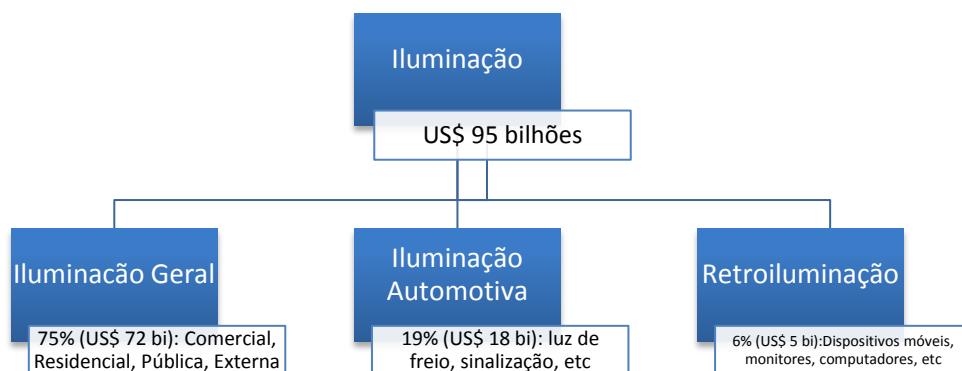 Iluminação
US$ 95 bilhões
Iluminacão Geral
75% (US$ 72 bi): Comercial,
Residencial, Pública, Externa
Iluminação
Automotiva
19% (US$ 18 bi): luz de
freio, sinalização, etc
Retroiluminação
6% (US$ 5 bi):Dispositivos móveis,
monitores, computadores, etc